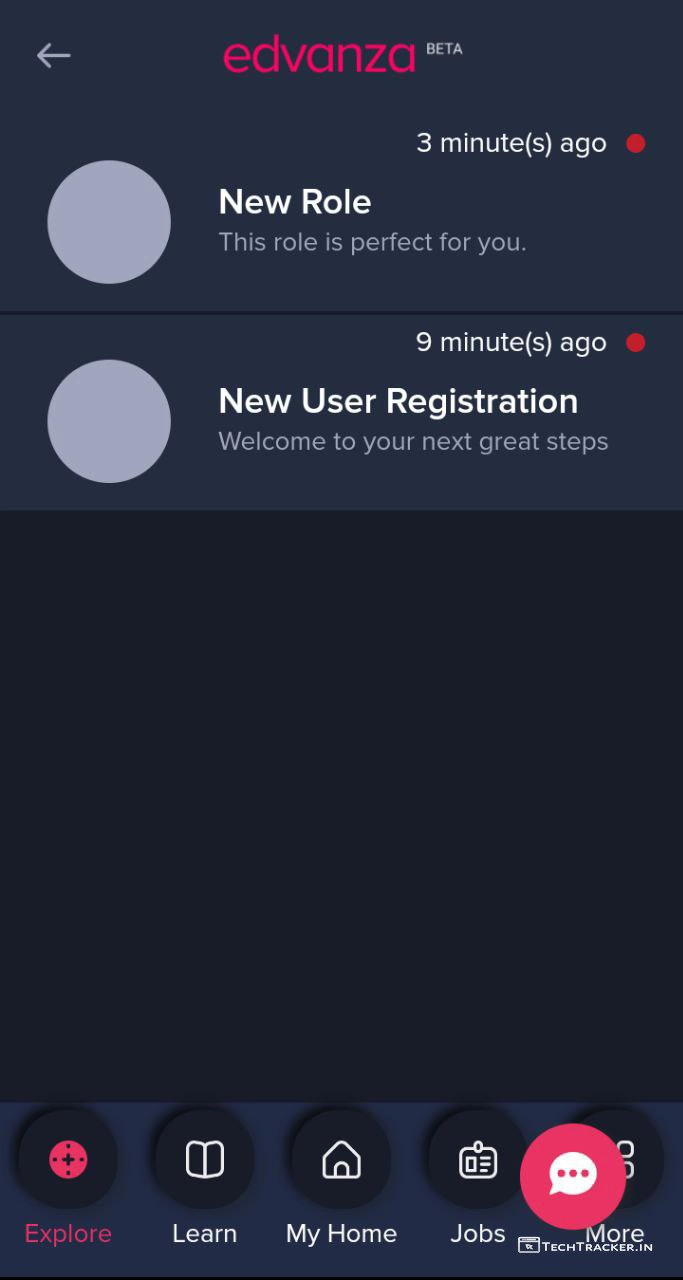 edvanza BETA
3 minute(s) ago
New Role
This role is perfect for you.
9 minute(s) ago
New User Registration
Welcome to your next great steps
Explore
Learn
My Home
Jobs
More
TECHTRACKER.IN